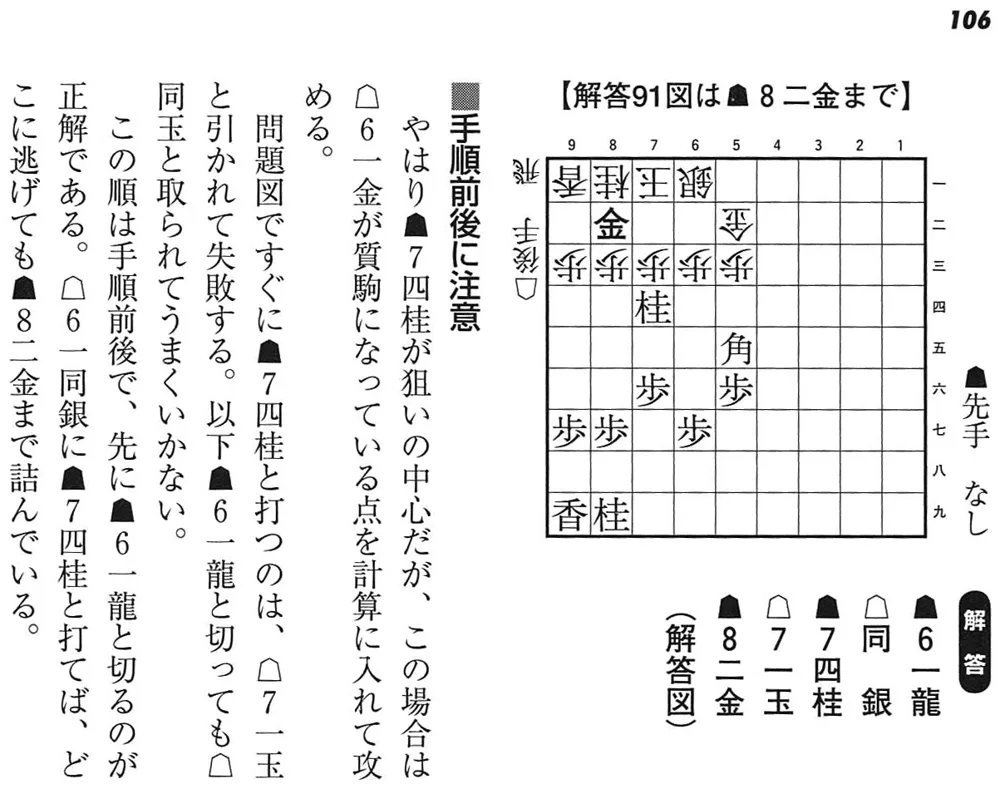 106
【解答91図は☗8二金まで】
9 8 7 6 5 4 3 2 1
香桂王銀 一
金 金 二
歩歩歩歩歩 三
桂 四
角 五
歩 歩 六
歩歩 歩 七
八
香桂 九
☖後手 飛
☗先手 なし
解答
☗6一龍
☖同 銀
☗7四桂
☖7一玉
☗8二金
(解答図)
■手順前後に注意
やはり☗7四桂が狙いの中心だが、この場合は
☖6一金が質駒になっている点を計算に入れて攻
める。
問題図ですぐに☗7四桂と打つのは、☖7一玉
と引かれて失敗する。以下☗6一龍と切っても☖
同玉と取られてうまくいかない。
この順は手順前後で、先に☗6一龍と切るのが
正解である。☖6一同銀に☗7四桂と打てば、ど
こに逃げても☗8二金まで詰んでいる。